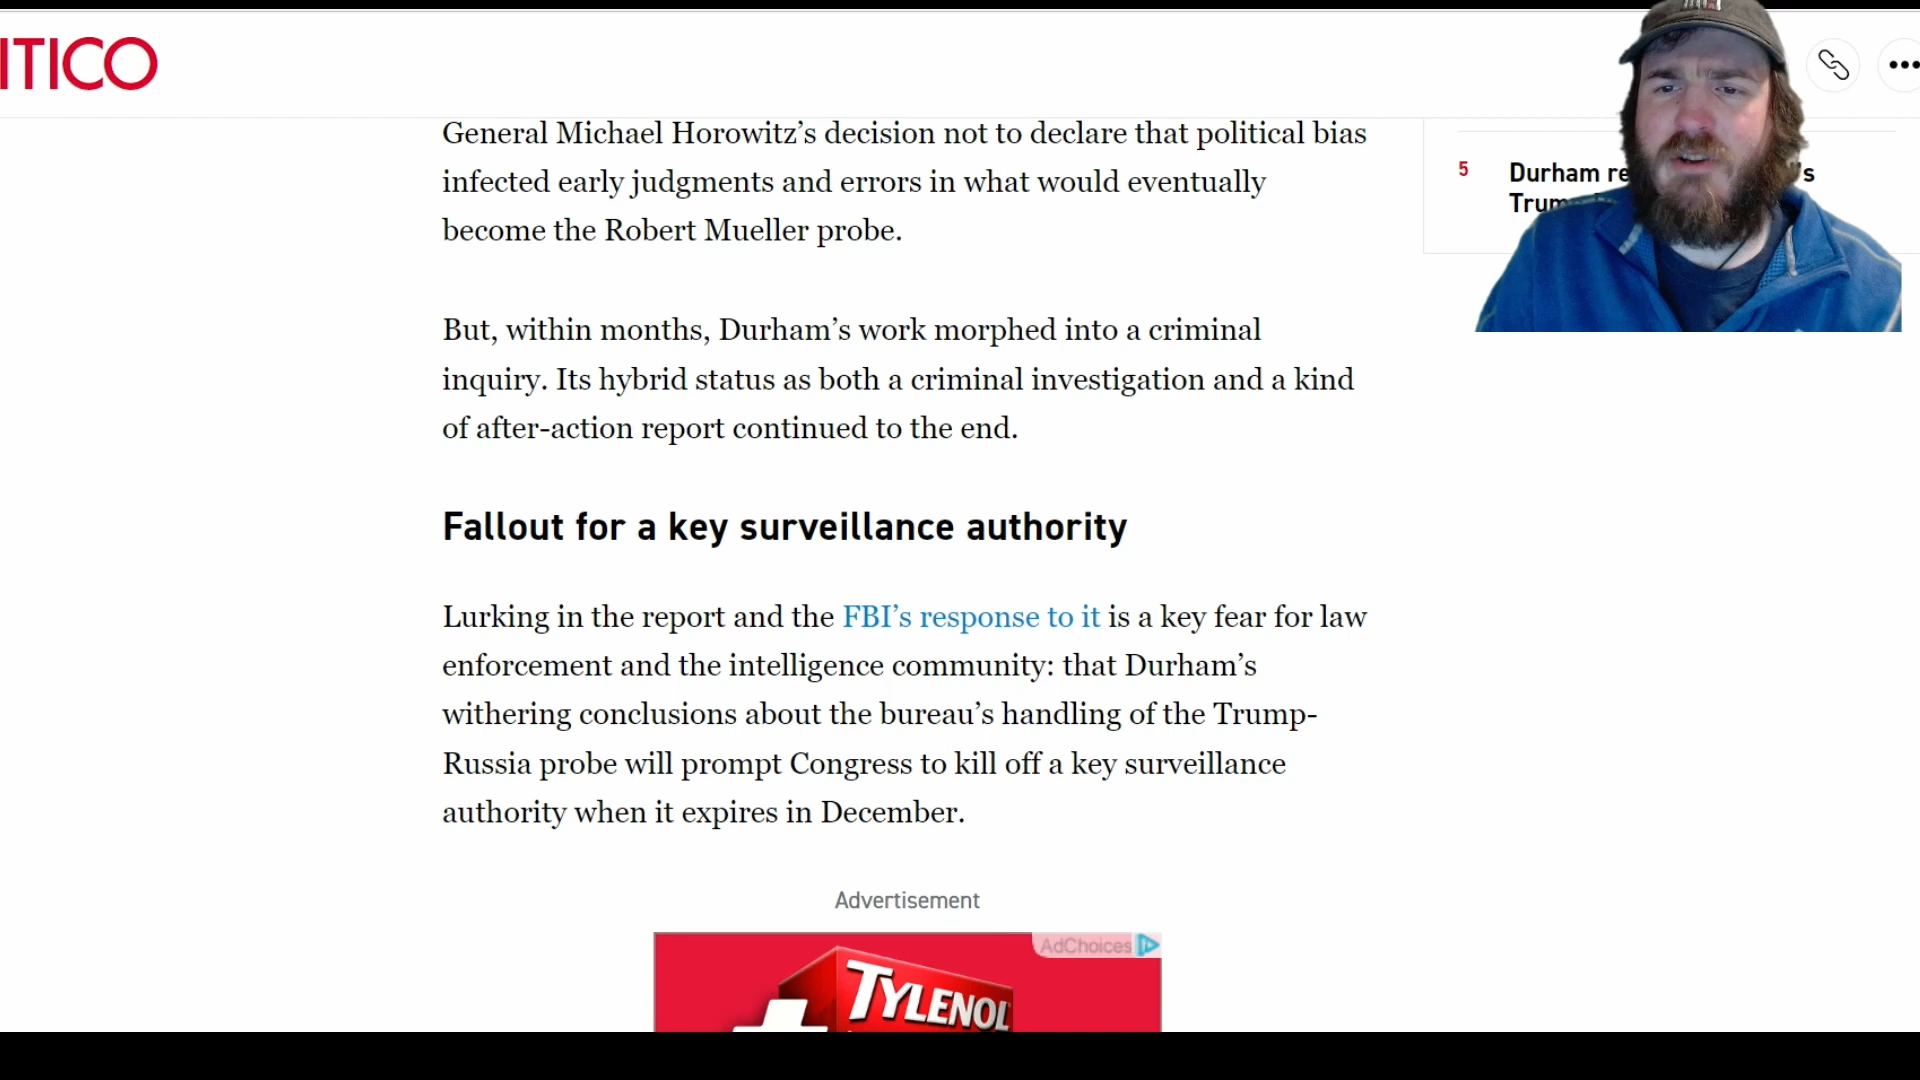 ITICO
General Michael Horowitz’s decision not to declare that political bias
infected early judgments and errors in what would eventually
become the Robert Mueller probe.
5
Durham re 's
Trum
But, within months, Durham’s work morphed into a criminal
inquiry. Its hybrid status as both a criminal investigation and a kind
of after-action report continued to the end.
Fallout for a key surveillance authority
Lurking in the report and the FBI’s response to it is a key fear for law
enforcement and the intelligence community: that Durham’s
withering conclusions about the bureau’s handling of the Trump-
Russia probe will prompt Congress to kill off a key surveillance
authority when it expires in December.
Advertisement
AdChoices
TYLENOL